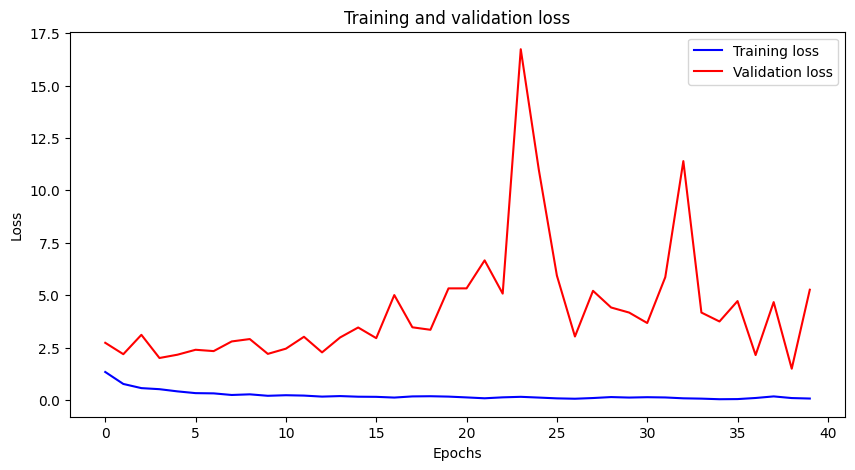 Training and validation loss
17.5
15.0
12.5
10.0
7.5
5.0
2.5
0.0
Loss
Training loss
Validation loss
0 5 10 15 20 25 30 35 40
Epochs